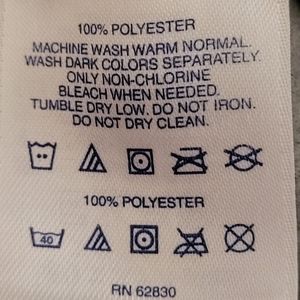 100% POLYESTER
MACHINE WASH WARM NORMAL.
WASH DARK COLORS SEPARATELY.
ONLY NON-CHLORINE
BLEACH WHEN NEEDED.
TUMBLE DRY LOW. DO NOT IRON.
DO NOT DRY CLEAN.
100% POLYESTER
40
RN 62830